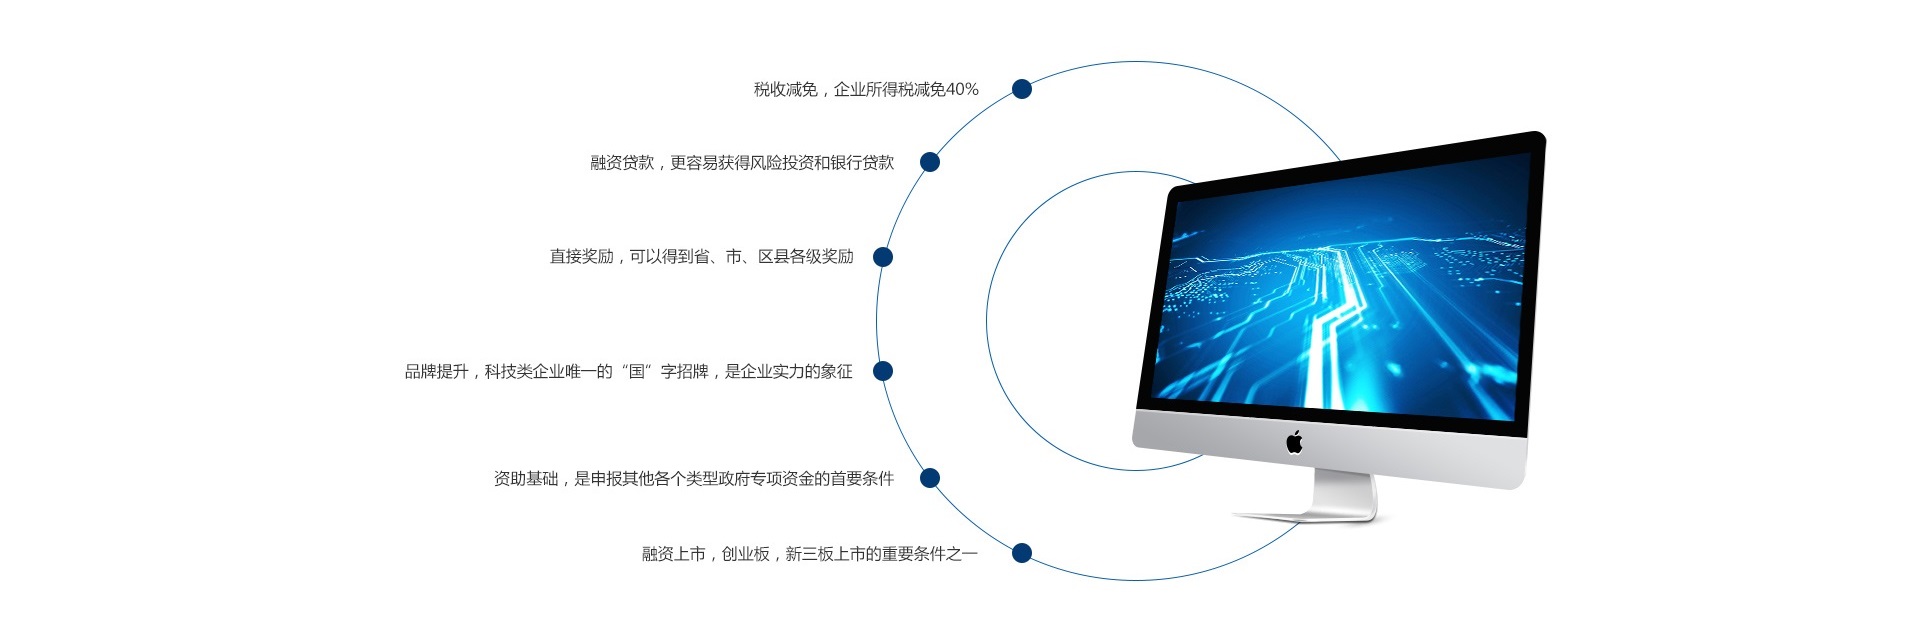 税收减免，企业所得税减免40%
融资贷款，更容易获得风险投资和银行贷款
直接奖励，可以得到省、市、区县各级奖励
品牌提升，科技类企业唯一的“国”字招牌，是企业实力的象征
资助基础，是申报其他各个类型政府专项资金的首要条件
融资上市，创业板，新三板上市的重要条件之一